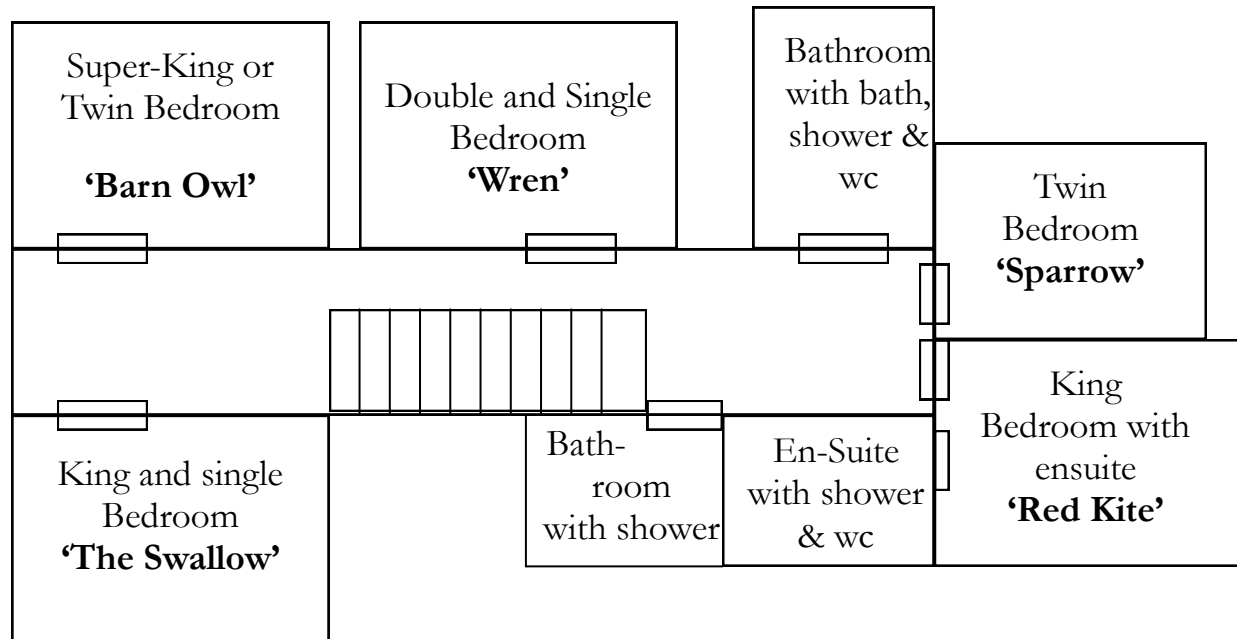 Super-King or
Twin Bedroom
‘Barn Owl’
Double and Single
Bedroom
‘Wren’
Bathroom
with bath,
shower &
wc
Twin
Bedroom
‘Sparrow’
King and single
Bedroom
‘The Swallow’
Bath-
room
with shower
En-Suite
with shower
& wc
King
Bedroom with
ensuite
‘Red Kite’